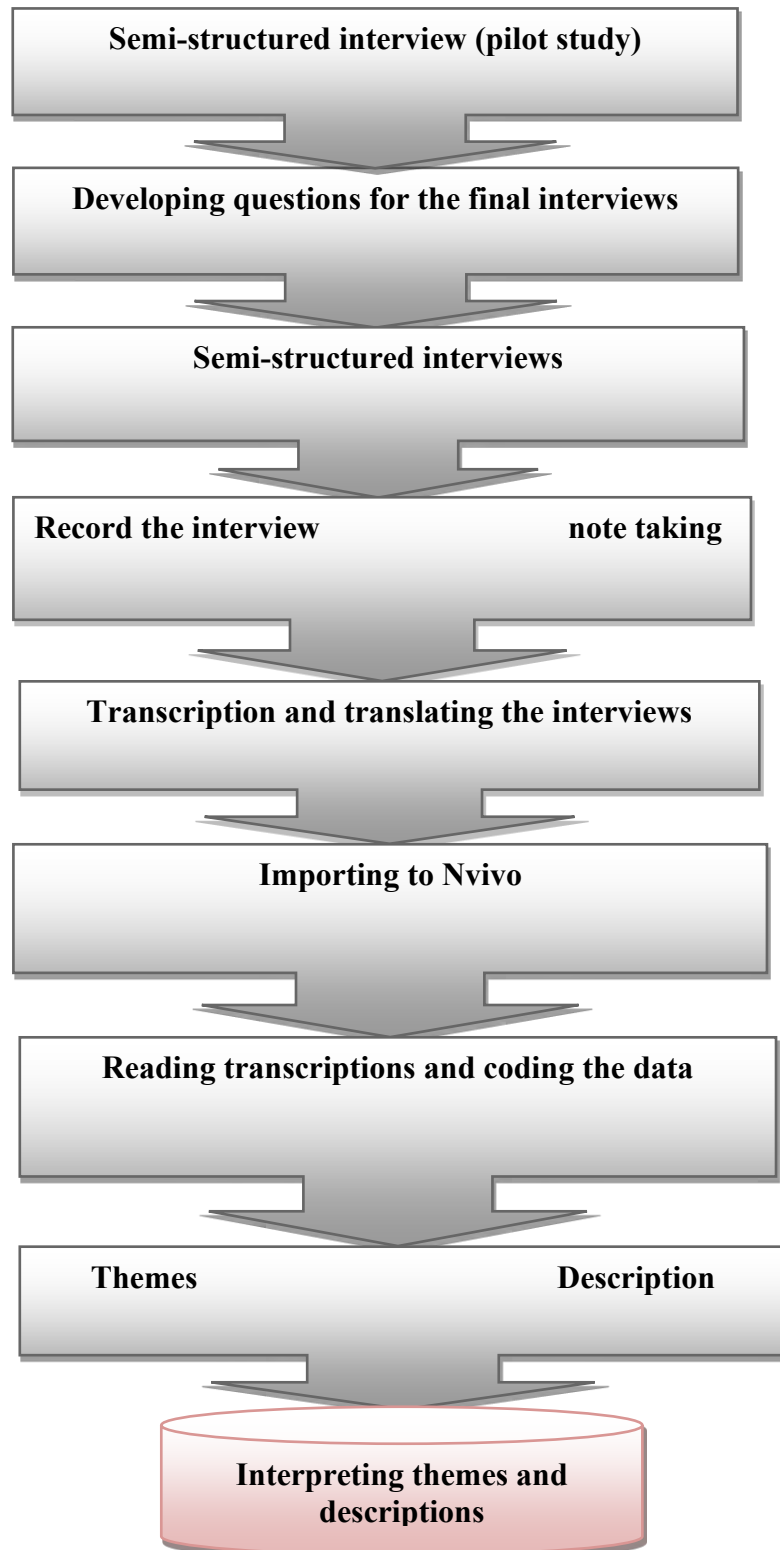 Semi-structured interview (pilot study)
Developing questions for the final interviews
Semi-structured interviews
Record the interview note taking
Transcription and translating the interviews
Importing to Nvivo
Reading transcriptions and coding the data
Themes Description
Interpreting themes and
descriptions